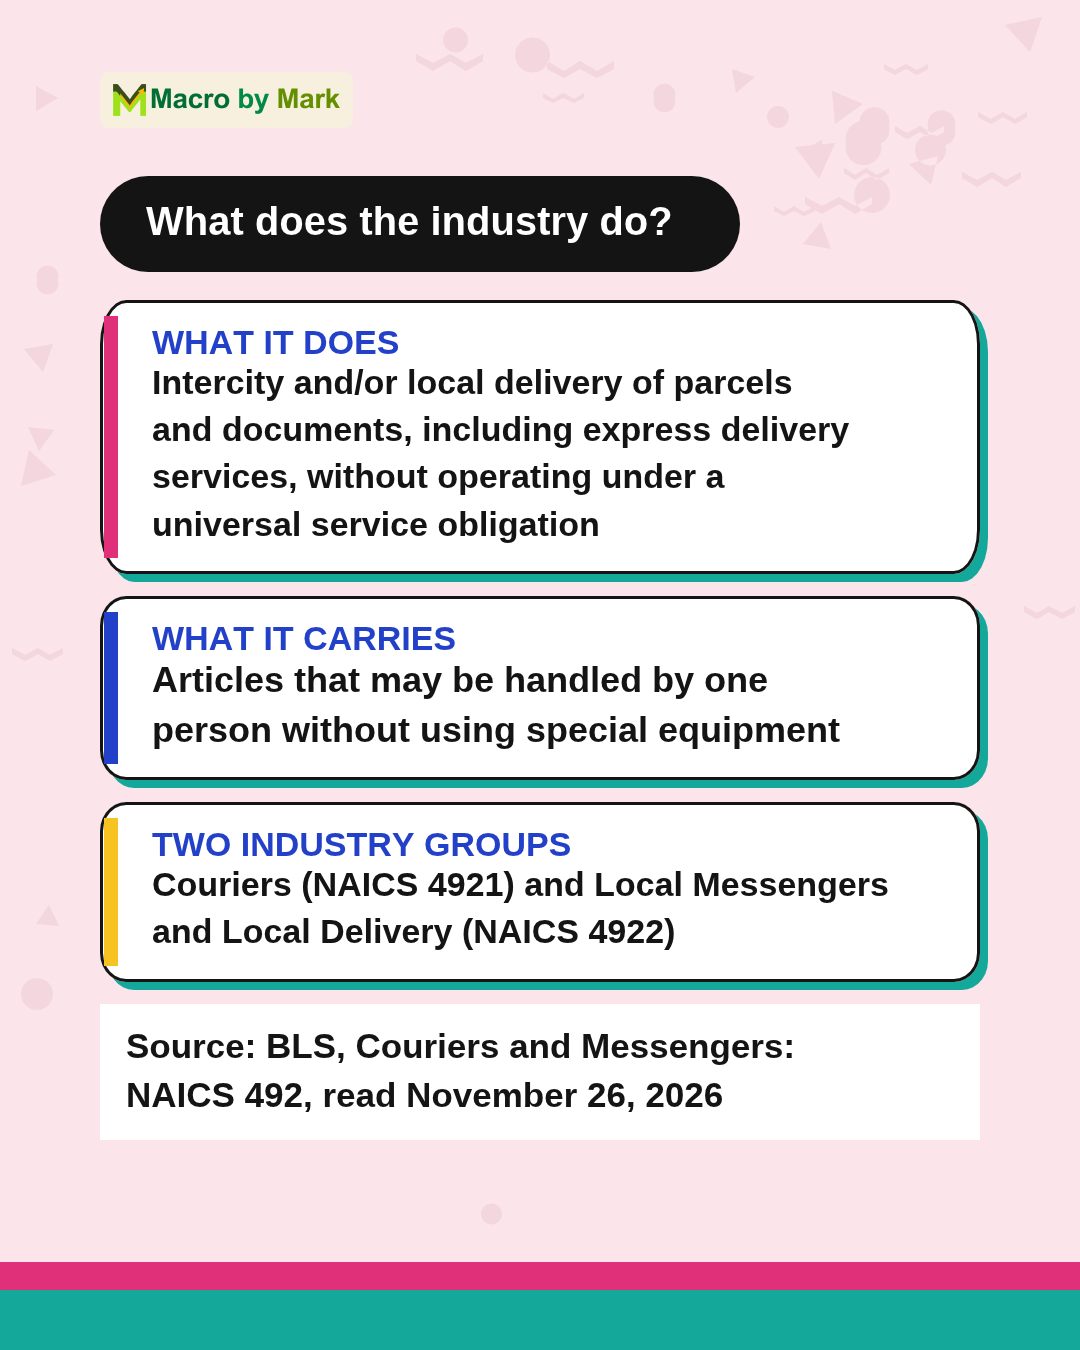 Macro by Mark
What does the industry do?
WHAT IT DOES
Intercity and/or local delivery of parcels
and documents, including express delivery
services, without operating under a
universal service obligation
WHAT IT CARRIES
Articles that may be handled by one
person without using special equipment
TWO INDUSTRY GROUPS
Couriers (NAICS 4921) and Local Messengers
and Local Delivery (NAICS 4922)
Source: BLS, Couriers and Messengers:
NAICS 492, read November 26, 2026